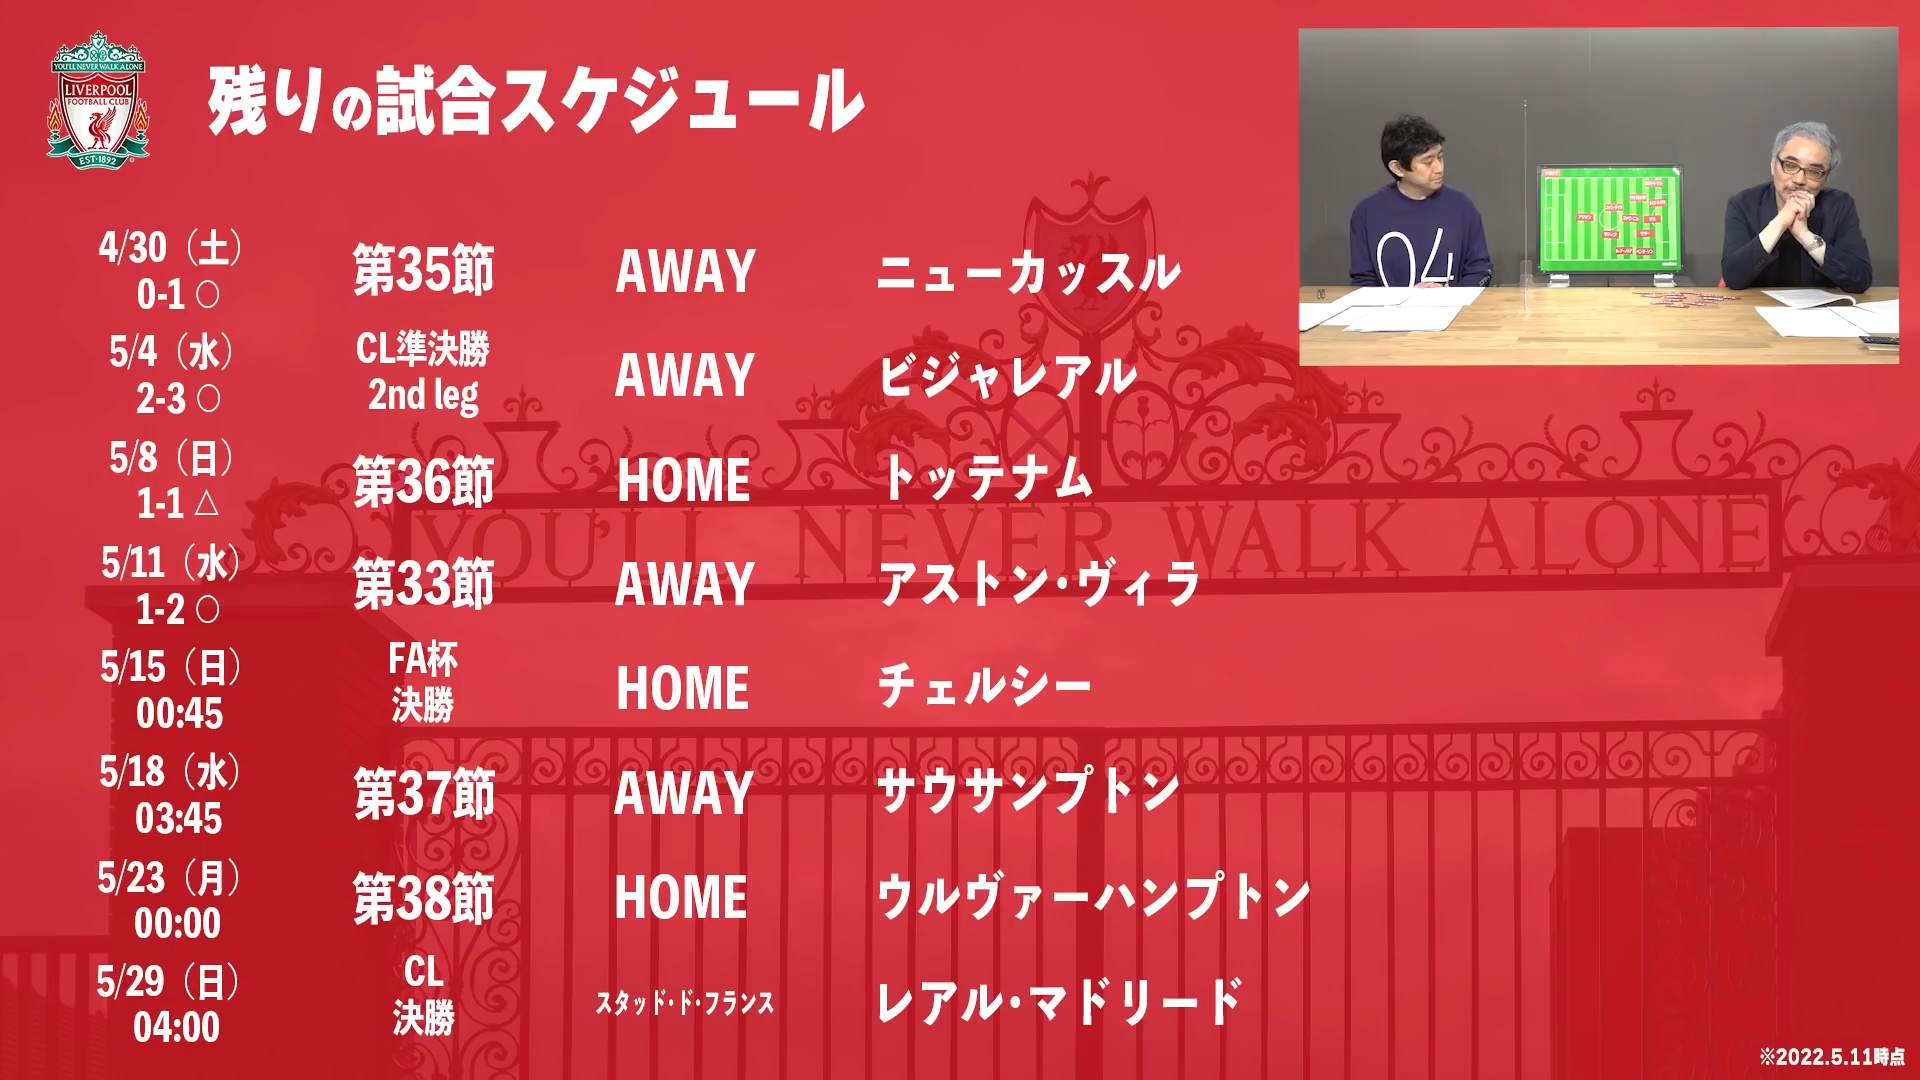 YOU'LL NEVER WALK ALONE
LIVERPOOL
FOOTBALL CLUB
EST·1892
残りの試合スケジュール
04
4/30（土）
0-1 ○
第35節
AWAY
ニューカッスル
5/4（水）
2-3 ○
CL準決勝
2nd leg
AWAY
ビジャレアル
5/8（日）
1-1 △
第36節
HOME
トッテナム
YOU'LL NEVER WALK ALONE
5/11（水）
1-2 ○
第33節
AWAY
アストン・ヴィラ
5/15（日）
00:45
FA杯
決勝
HOME
チェルシー
5/18（水）
03:45
第37節
AWAY
サウサンプトン
5/23（月）
00:00
第38節
HOME
ウルヴァーハンプトン
5/29（日）
04:00
CL
決勝
スタッド・ド・フランス
レアル・マドリード
※2022.5.11時点